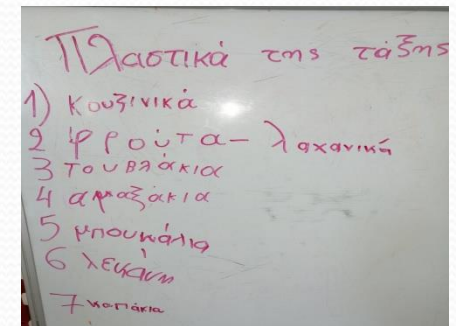 Πλαστικά της τάξης
1) Κουζινικά
2 φρούτα - λαχανικά
3 τουβλάκια
4 αμαξάκια
5 μπουκάλια
6 λεκάνη
7 καπάκια